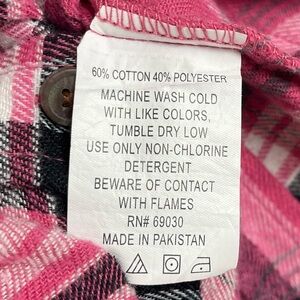 60% COTTON 40% POLYESTER
MACHINE WASH COLD
WITH LIKE COLORS,
TUMBLE DRY LOW
USE ONLY NON-CHLORINE
DETERGENT
BEWARE OF CONTACT
WITH FLAMES
RN# 69030
MADE IN PAKISTAN